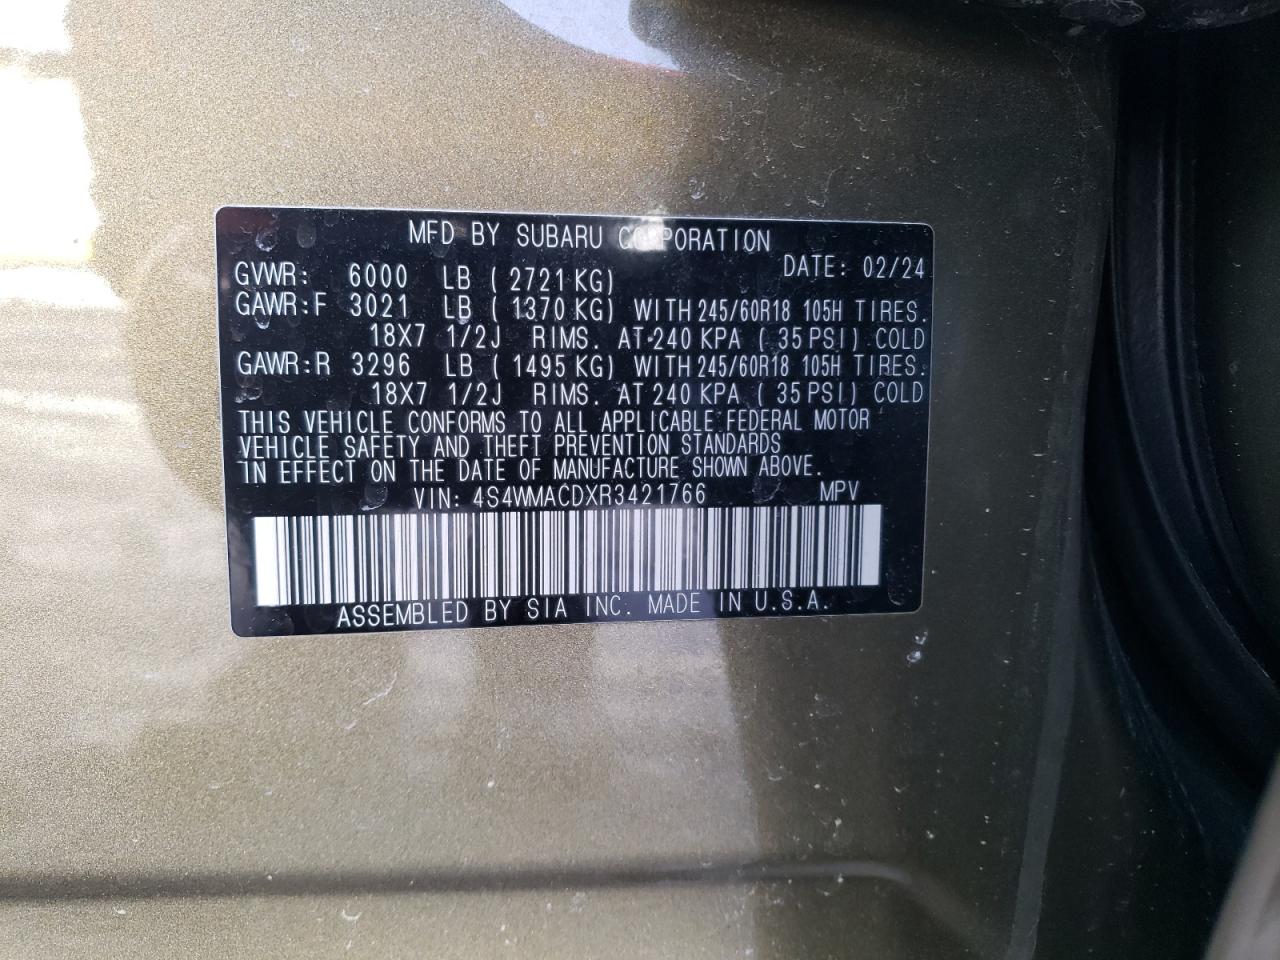 MFD BY SUBARU CORPORATION
DATE: 02/24
GVWR: 6000 LB ( 2721 KG)
GAWR:F 3021 LB ( 1370 KG) WITH 245/60R18 105H TIRES.
18X7 1/2J RIMS. AT 240 KPA ( 35 PSI) COLD
GAWR:R 3296 LB ( 1495 KG) WITH 245/60R18 105H TIRES.
18X7 1/2J RIMS. AT 240 KPA ( 35 PSI) COLD
THIS VEHICLE CONFORMS TO ALL APPLICABLE FEDERAL MOTOR
VEHICLE SAFETY AND THEFT PREVENTION STANDARDS
IN EFFECT ON THE DATE OF MANUFACTURE SHOWN ABOVE.
VIN: 4S4WMACDXR3421766 MPV
ASSEMBLED BY SIA INC. MADE IN U.S.A.